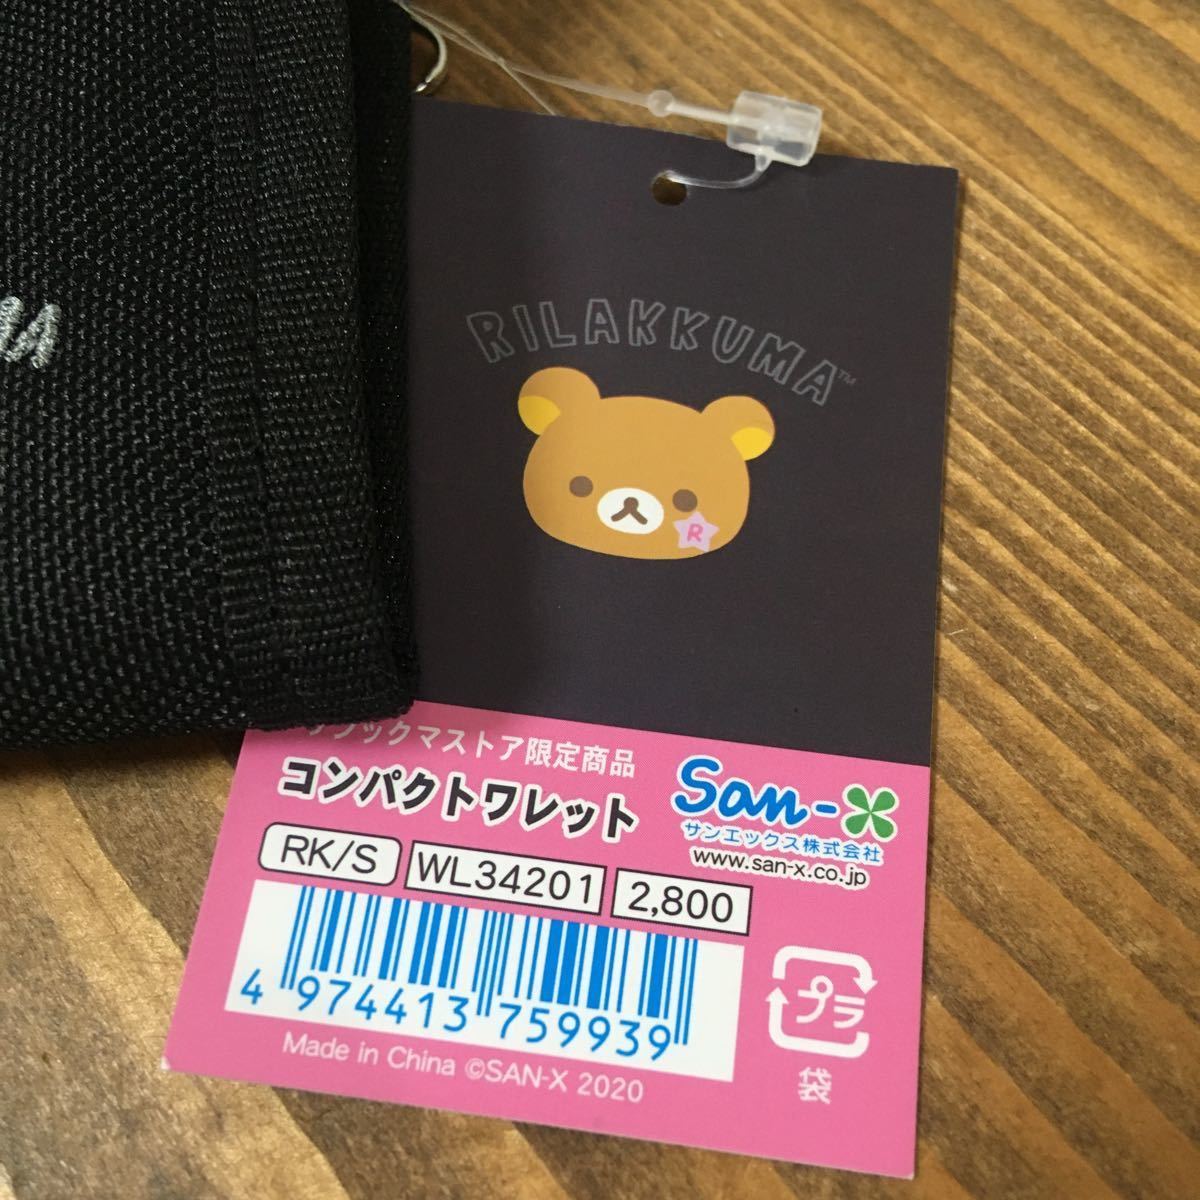 RILAKKUMA™
R
ラックマストア限定商品
コンパクトワレット
San-X
サンエックス株式会社
www.san-x.co.jp
RK/S WL34201 2,800
4 974413 759939
プラ
袋
Made in China ©SAN-X 2020